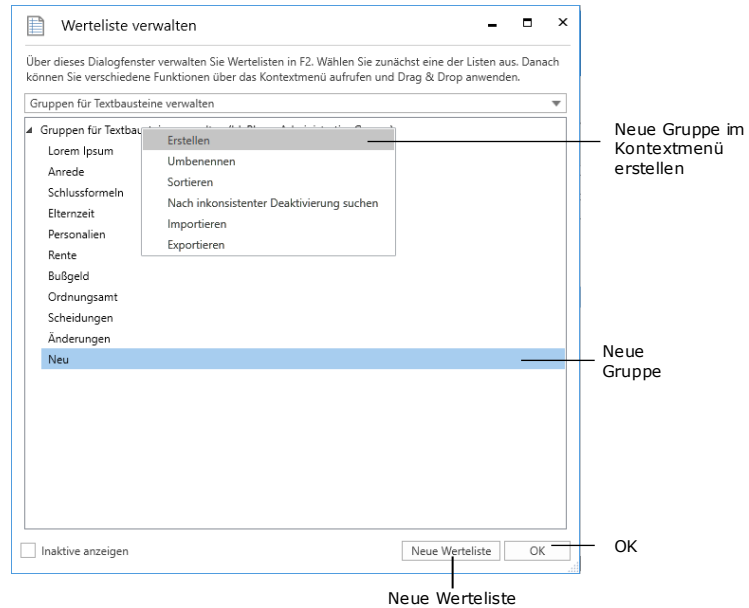 Werteliste verwalten
Über dieses Dialogfenster verwalten Sie Wertelisten in F2. Wählen Sie zunächst eine der Listen aus. Danach
können Sie verschiedene Funktionen über das Kontextmenü aufrufen und Drag & Drop anwenden.
Gruppen für Textbausteine verwalten
Gruppen für Textbau
Erstellen
Umbenennen
Sortieren
Nach inkonsistenter Deaktivierung suchen
Importieren
Exportieren
Lorem Ipsum
Anrede
Schlussformeln
Elternzeit
Personalien
Rente
Bußgeld
Ordnungsamt
Scheidungen
Änderungen
Neu
Inaktive anzeigen
Neue Werteliste
OK
Neue Gruppe im
Kontextmenü
erstellen
Neue
Gruppe
OK
Neue Werteliste